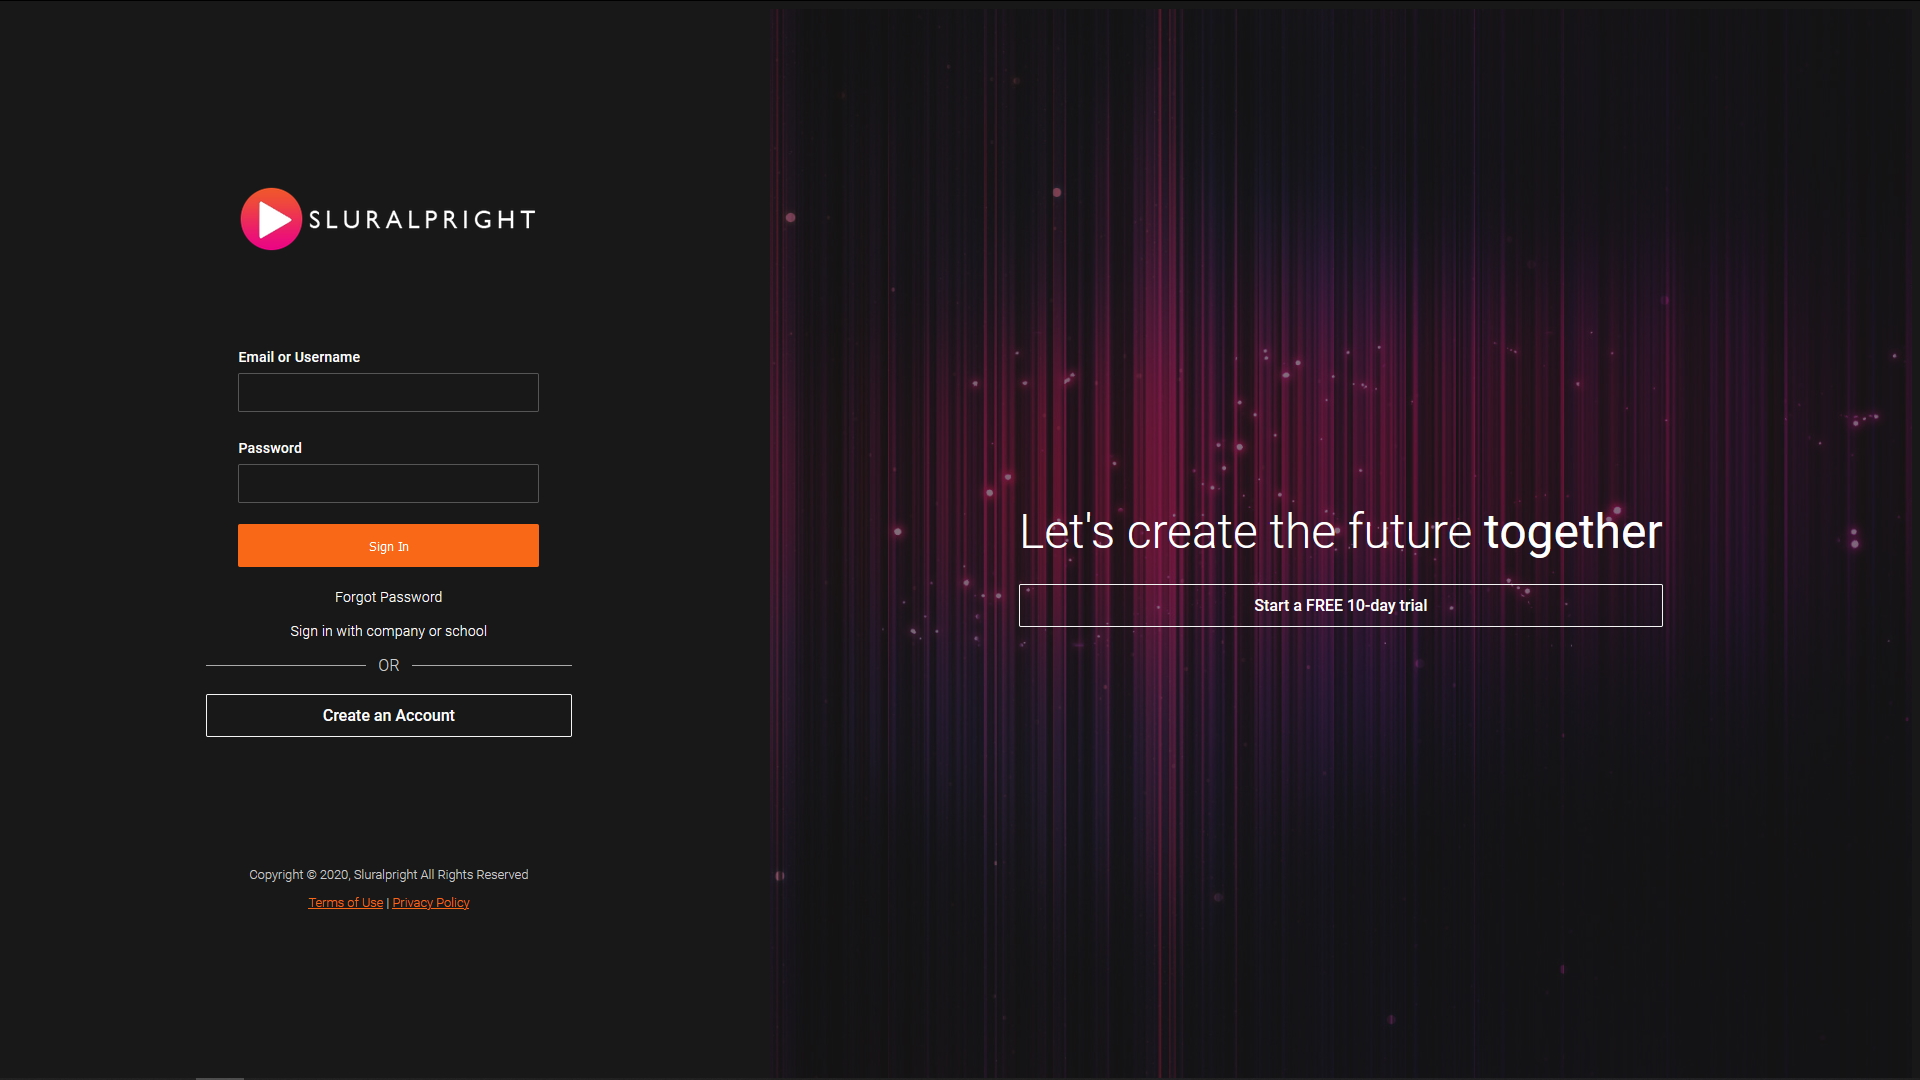 SLURALPRIGHT
Email or Username
Password
Sign In
Forgot Password
Sign in with company or school
OR
Create an Account
Copyright © 2020, Sluralpright All Rights Reserved
Terms of Use | Privacy Policy
Let's create the future together
Start a FREE 10-day trial